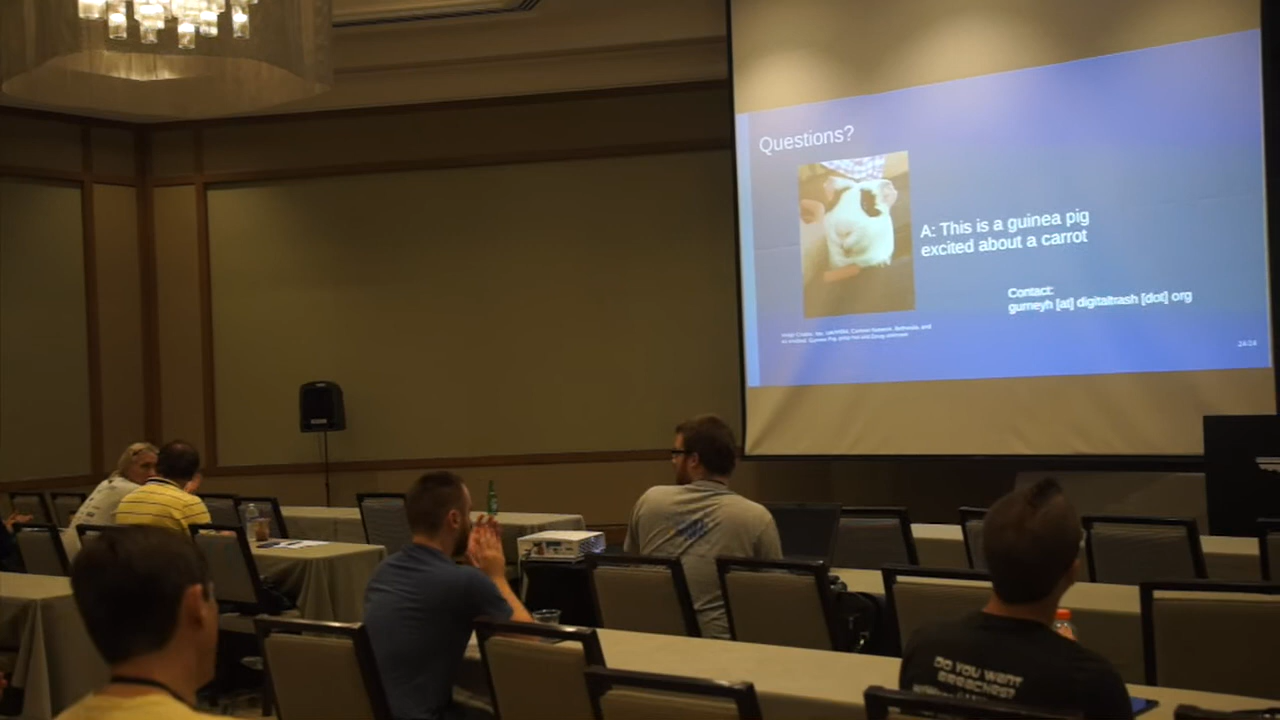 Questions?
A: This is a guinea pig
excited about a carrot
Contact:
gurneyh [at] digitaltrash [dot] org
24/24
DO YOU WANT
BREACHES?